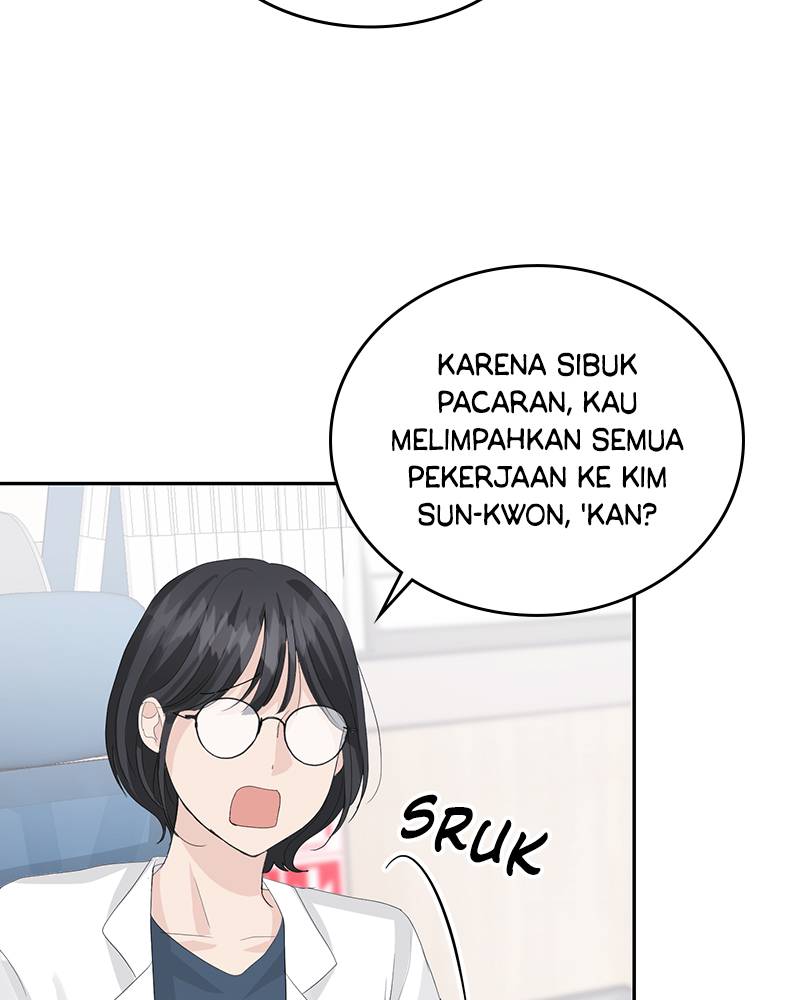 KARENA SIBUK
PACARAN, KAU
MELIMPAHKAN SEMUA
PEKERJAAN KE KIM
SUN-KWON, 'KAN?
SRUK